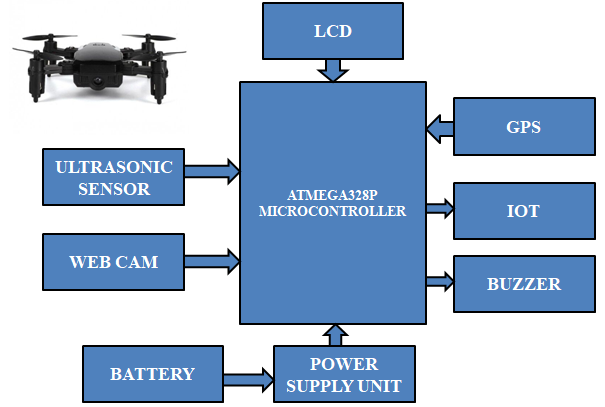 LCD
GPS
ULTRASONIC
SENSOR
ATMEGA328P
MICROCONTROLLER
IOT
WEB CAM
BUZZER
BATTERY
POWER
SUPPLY UNIT